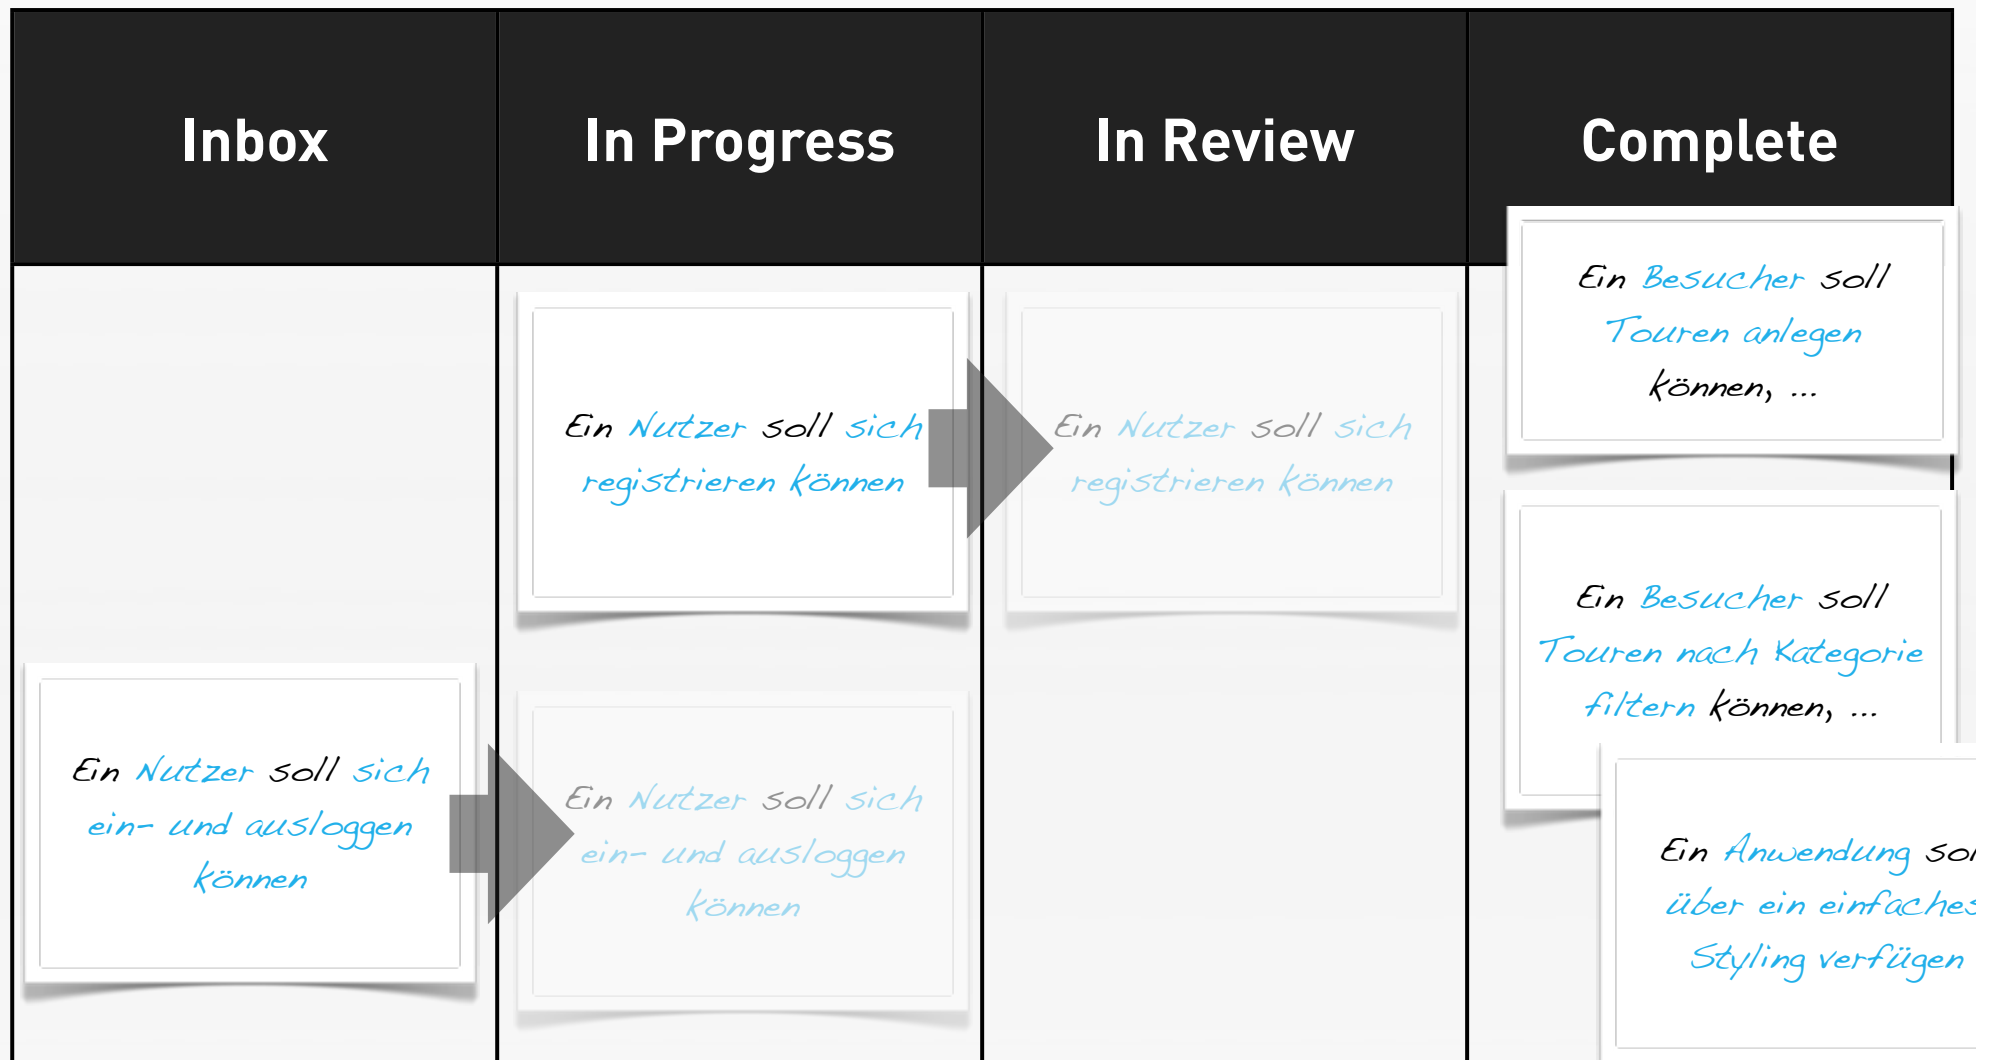 Inbox
In Progress
In Review
Complete
Ein Nutzer soll sich
ein- und ausloggen
können
Ein Nutzer soll sich
registrieren können
Ein Nutzer soll sich
ein- und ausloggen
können
Ein Nutzer soll sich
registrieren können
Ein Besucher soll
Touren anlegen
können, ...
Ein Besucher soll
Touren nach Kategorie
filtern können, ...
Ein Anwendung
über ein einfaches
Styling verfügen